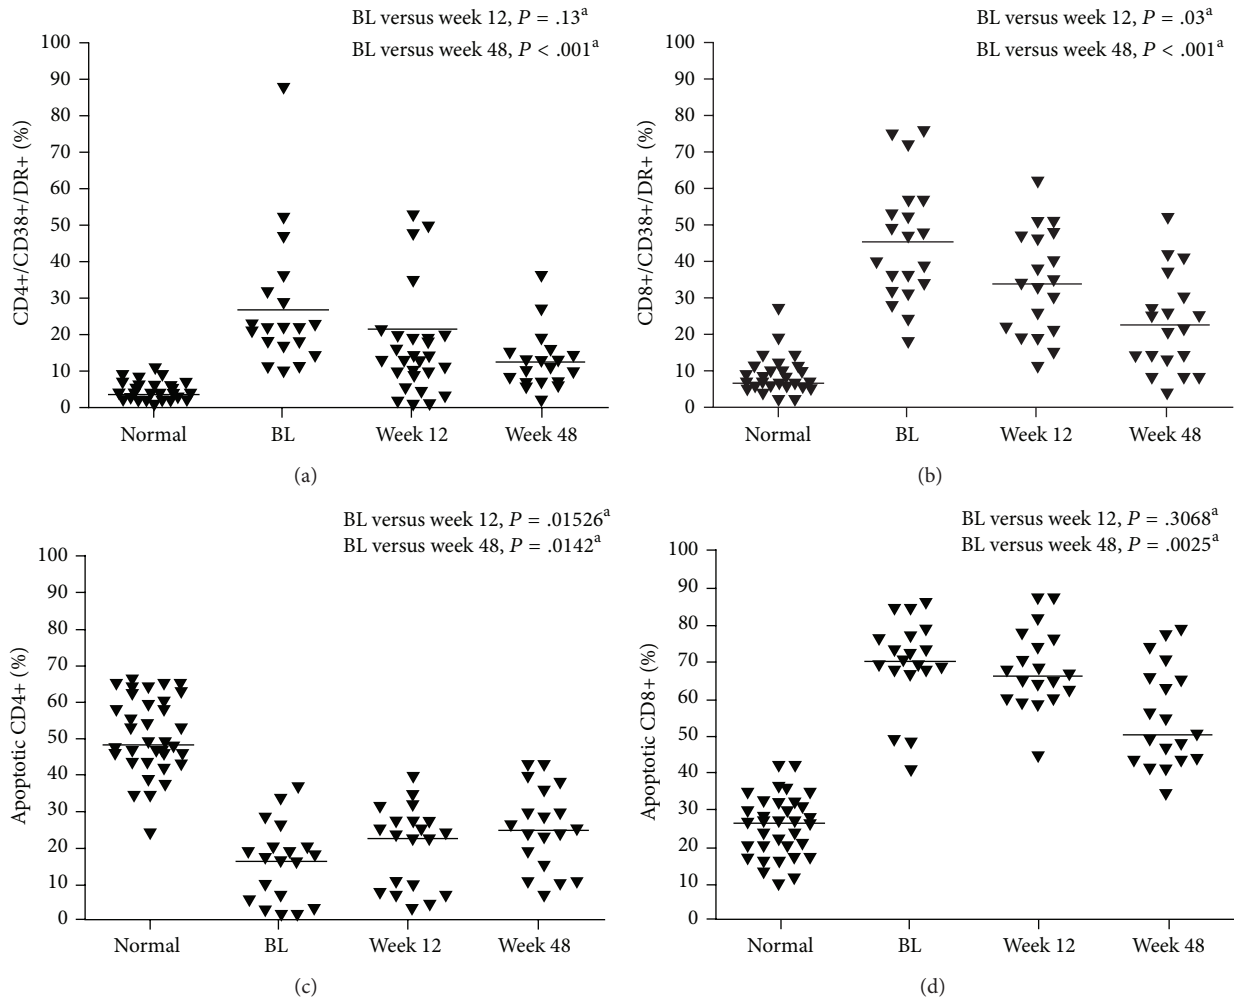 BL versus week 12, P = .13a
BL versus week 48, P < .001a
CD4+/CD38+/DR+ (%)
100
90
80
70
60
50
40
30
20
10
0
Normal BL Week 12 Week 48
(a)
BL versus week 12, P = .03a
BL versus week 48, P < .001a
CD8+/CD38+/DR+ (%)
100
90
80
70
60
50
40
30
20
10
0
Normal BL Week 12 Week 48
(b)
BL versus week 12, P = .01526a
BL versus week 48, P = .0142a
Apoptotic CD4+ (%)
100
90
80
70
60
50
40
30
20
10
0
Normal BL Week 12 Week 48
(c)
BL versus week 12, P = .3068a
BL versus week 48, P = .0025a
Apoptotic CD8+ (%)
100
90
80
70
60
50
40
30
20
10
0
Normal BL Week 12 Week 48
(d)